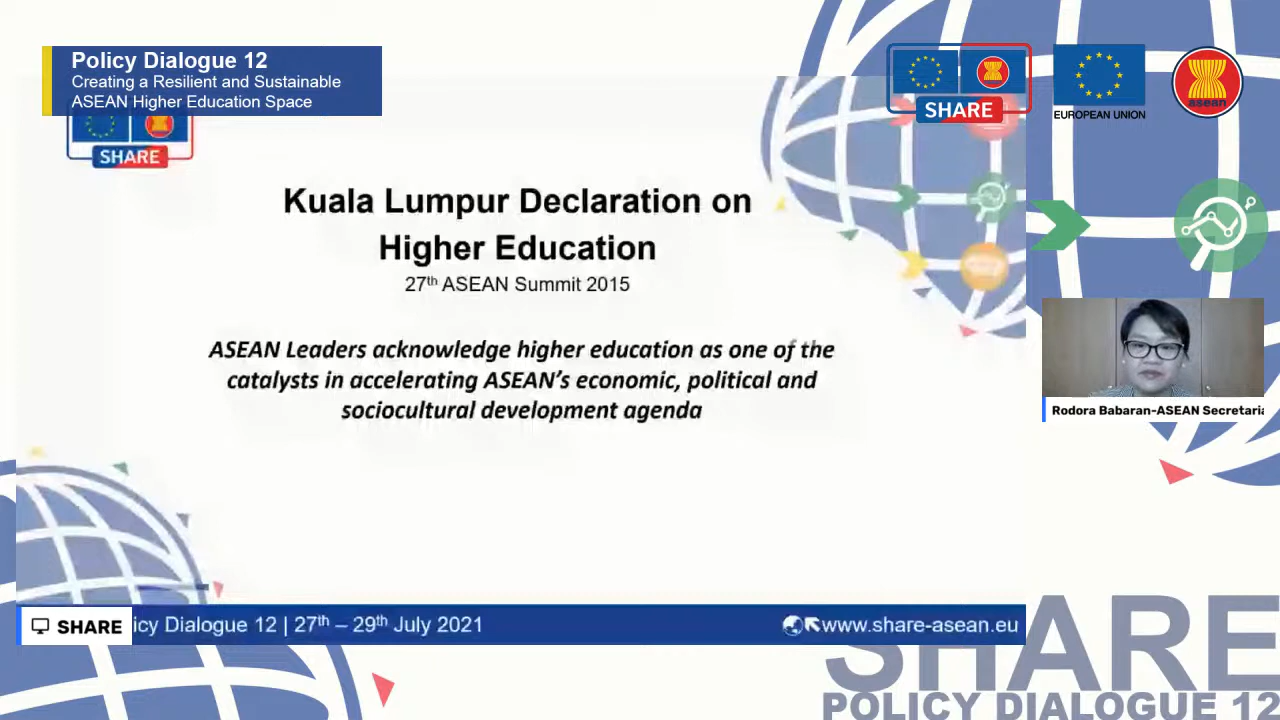 Policy Dialogue 12
Creating a Resilient and Sustainable
ASEAN Higher Education Space
SHARE
SHARE
EUROPEAN UNION
asean
Kuala Lumpur Declaration on
Higher Education
27th ASEAN Summit 2015
ASEAN Leaders acknowledge higher education as one of the
catalysts in accelerating ASEAN's economic, political and
sociocultural development agenda
Rodora Babaran-ASEAN Secretaria
SHARE
icy Dialogue 12 | 27th – 29th July 2021
www.share-asean.eu
SHARE
POLICY DIALOGUE 12